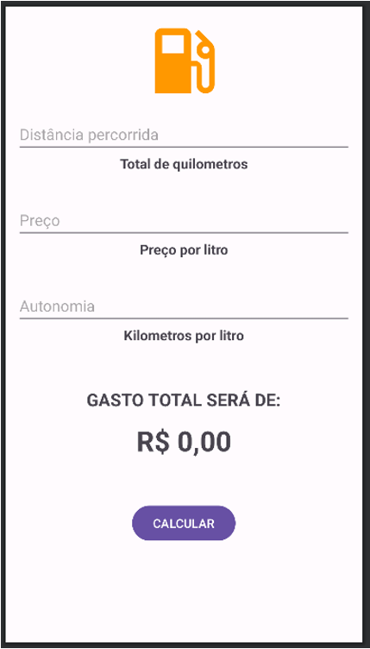 Distância percorrida
Total de quilometros
Preço
Preço por litro
Autonomia
Kilometros por litro
GASTO TOTAL SERÁ DE:
R$ 0,00
CALCULAR